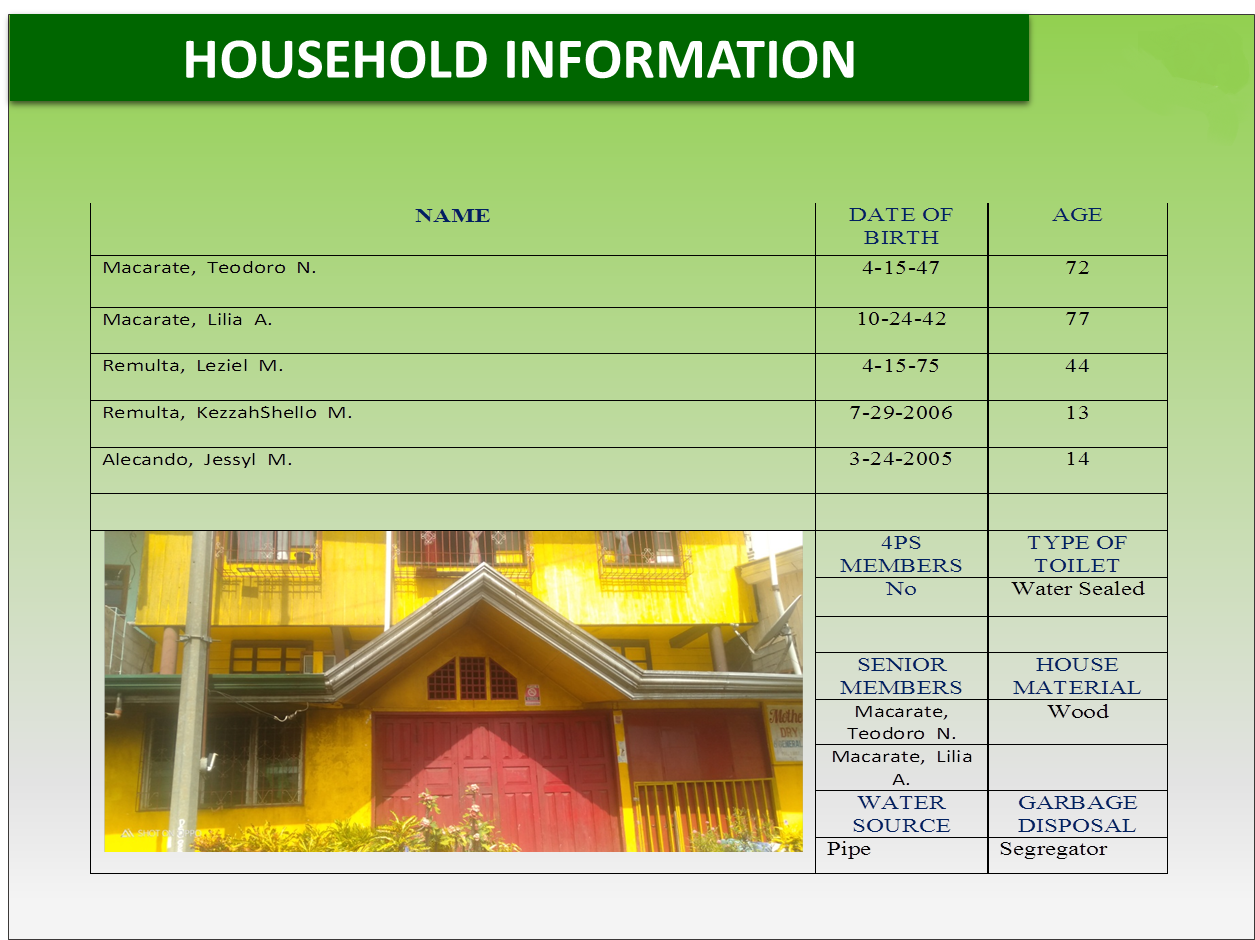 HOUSEHOLD INFORMATION
NAME
DATE OF
BIRTH
AGE
Macarate, Teodoro N.
4-15-47
72
Macarate, Lilia A.
10-24-42
77
Remulta, Leziel M.
4-15-75
44
Remulta, KezzahShello M.
7-29-2006
13
Alecando, Jessyl M.
3-24-2005
14
4PS
MEMBERS
TYPE OF
TOILET
No
Water Sealed
SENIOR
MEMBERS
HOUSE
MATERIAL
Macarate,
Teodoro N.
Wood
Macarate, Lilia
A.
WATER
SOURCE
GARBAGE
DISPOSAL
Pipe
Segregator
DRY